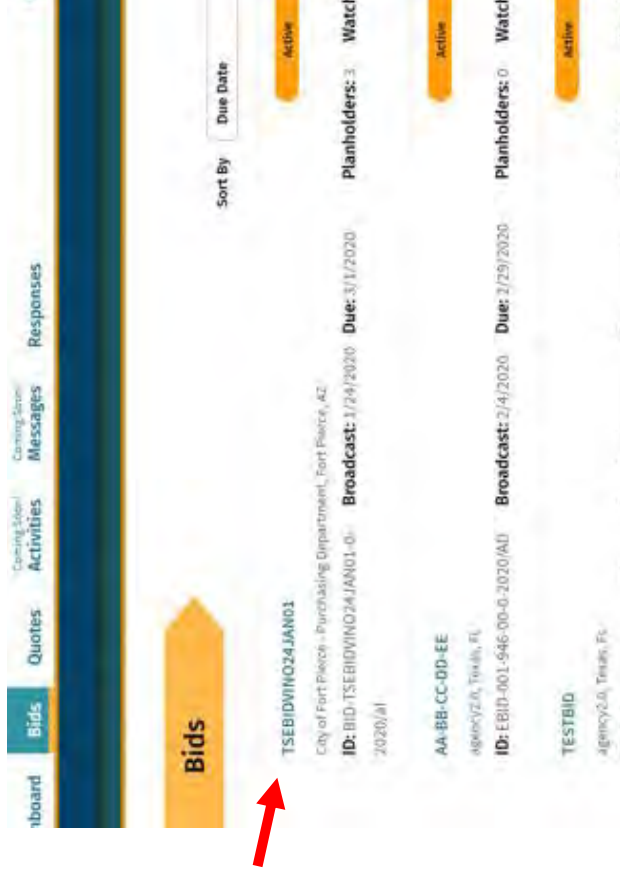 Coming Soon! Coming Soon!
nboard Bids Quotes Activities Messages Responses
Bids
Sort By Due Date
TSEBIDVINO24JAN01
Active
City of Fort Pierce - Purchasing Department, Fort Pierce, AZ
ID: BID-TSEBIDVINO24JAN01-0- Broadcast: 1/24/2020 Due: 3/1/2020 Planholders: 3 Watch
2020/
AA-BB-CC-DD-EE
Active
agency2.0, Texas, FL
ID: EBID-001-946-00-0-2020/AD Broadcast: 2/4/2020 Due: 2/29/2020 Planholders: 0 Watch
TESTBID
Active
agency2.0, Texas, FL